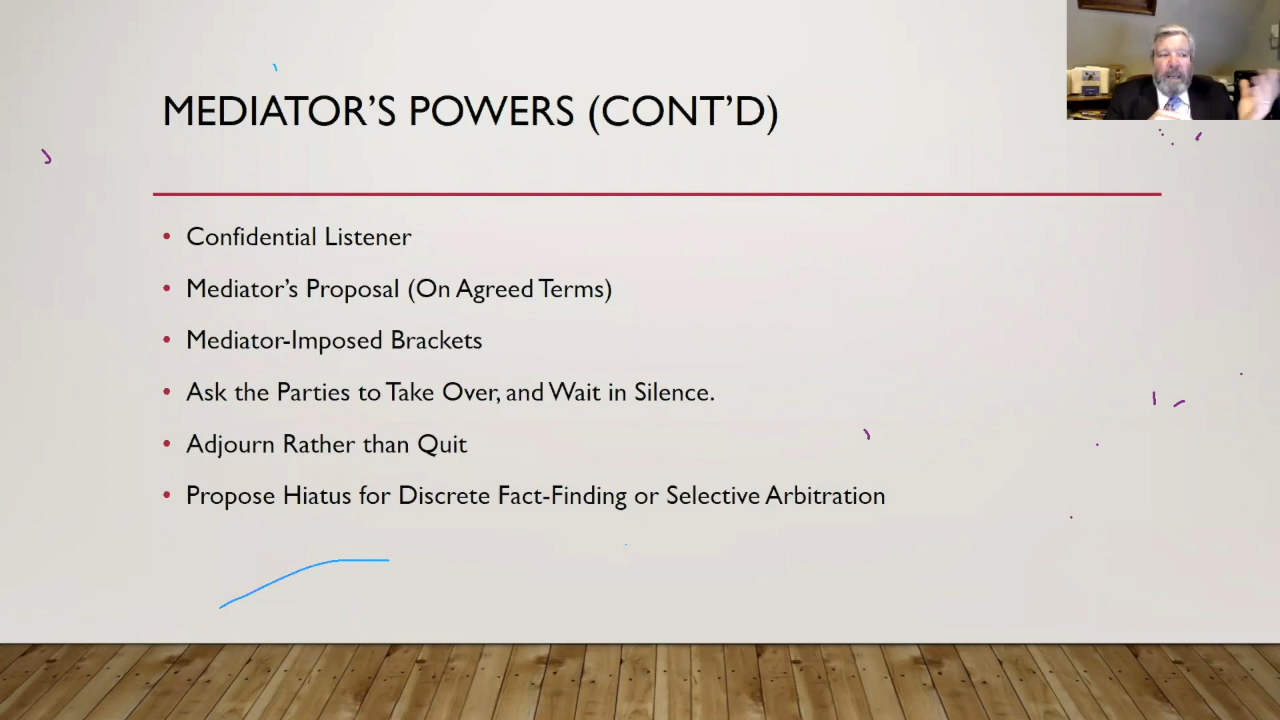 MEDIATOR’S POWERS (CONT’D)
• Confidential Listener
• Mediator’s Proposal (On Agreed Terms)
• Mediator-Imposed Brackets
• Ask the Parties to Take Over, and Wait in Silence.
• Adjourn Rather than Quit
• Propose Hiatus for Discrete Fact-Finding or Selective Arbitration